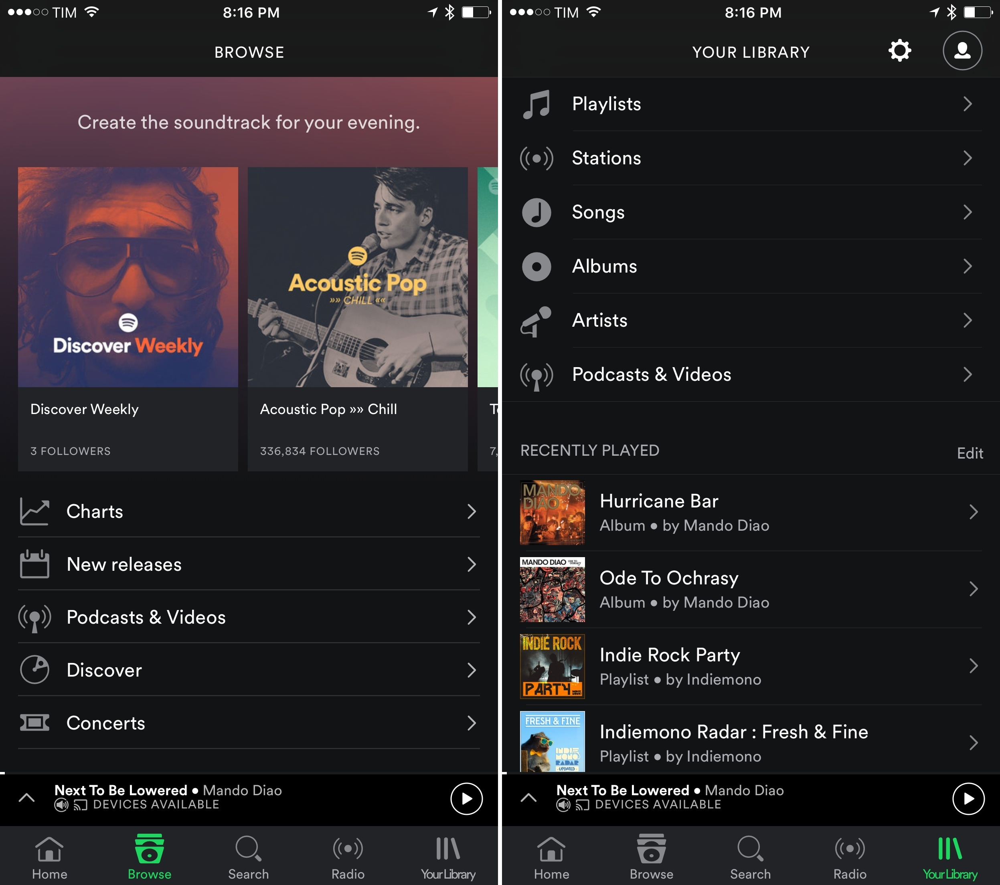 TIM 8:16 PM
BROWSE
Create the soundtrack for your evening.
Discover Weekly
Acoustic Pop
»» CHILL ««
Discover Weekly
3 FOLLOWERS
Acoustic Pop »» Chill
336,834 FOLLOWERS
7,
Charts
New releases
Podcasts & Videos
Discover
Concerts
Next To Be Lowered • Mando Diao
DEVICES AVAILABLE
Home
Browse
Search
Radio
Your Library
TIM 8:16 PM
YOUR LIBRARY
Playlists
Stations
Songs
Albums
Artists
Podcasts & Videos
RECENTLY PLAYED
Edit
MANDO
DIAO
Hurricane Bar
Album • by Mando Diao
MANDO DIAO ODE TO OCHRASY
Ode To Ochrasy
Album • by Mando Diao
INDIE ROCK
PARTY INDIE MONO
Indie Rock Party
Playlist • by Indiemono
FRESH & FINE
INDIE
MONO
RADAR
UPDATED
Indiemono Radar : Fresh & Fine
Playlist • by Indiemono
Next To Be Lowered • Mando Diao
DEVICES AVAILABLE
Home
Browse
Search
Radio
Your Library